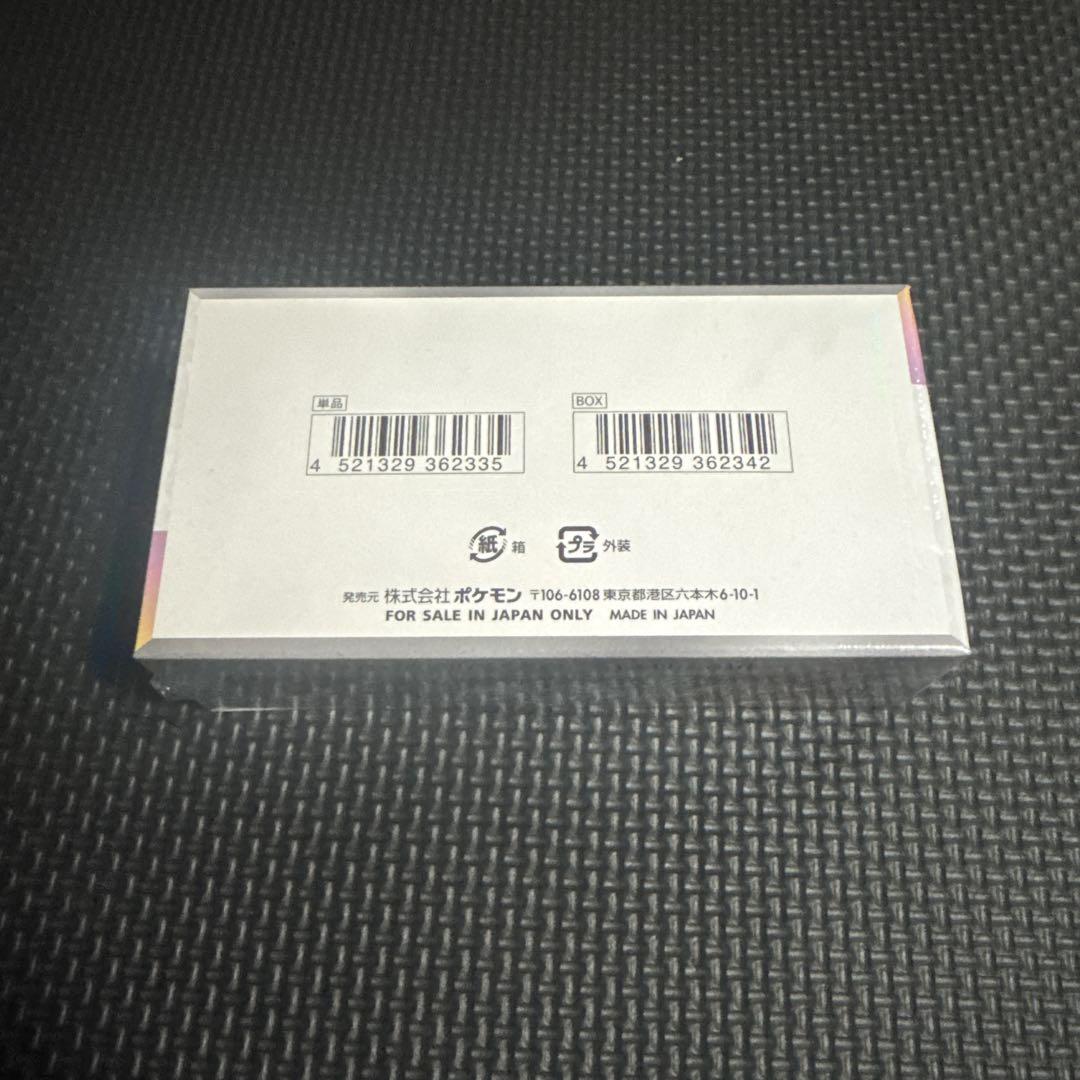 単品
4 521329 362335
BOX
4 521329 362342
紙 箱
プラ 外装
発売元 株式会社 ポケモン 〒106-6108 東京都港区六本木6-10-1
FOR SALE IN JAPAN ONLY MADE IN JAPAN